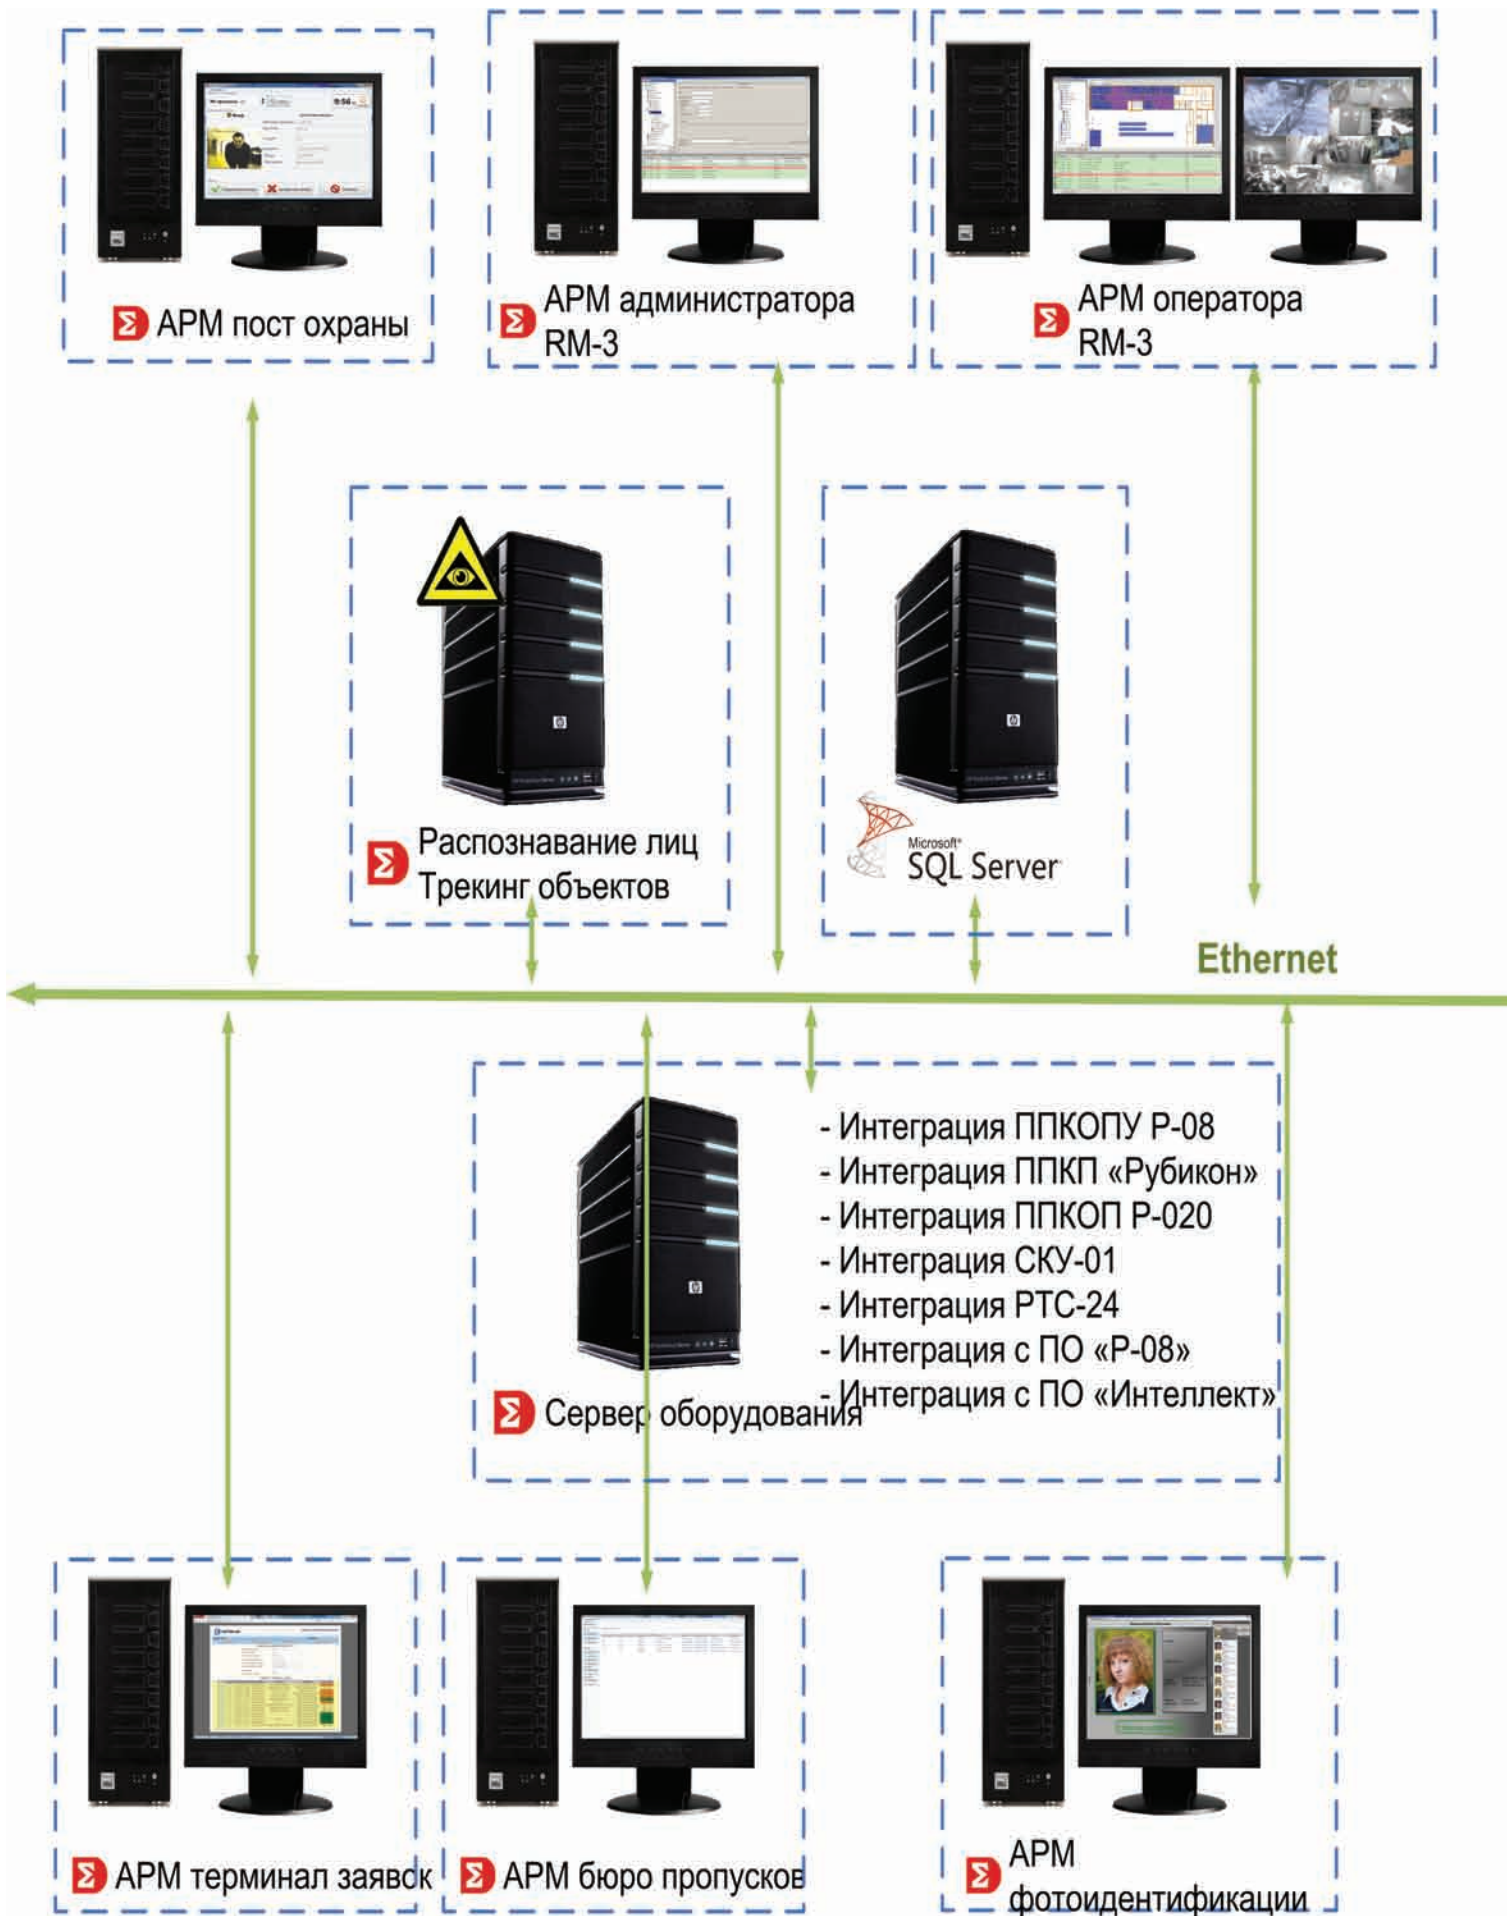 АРМ пост охраны
АРМ администратора
RM-3
АРМ оператора
RM-3
Распознавание лиц
Трекинг объектов
Microsoft®
SQL Server
Ethernet
- Интеграция ППКОПУ Р-08
- Интеграция ППКП «Рубикон»
- Интеграция ППКОП Р-020
- Интеграция СКУ-01
- Интеграция РТС-24
- Интеграция с ПО «Р-08»
- Интеграция с ПО «Интеллект»
Сервер оборудования
АРМ терминал заявок
АРМ бюро пропусков
АРМ
фотоидентификации